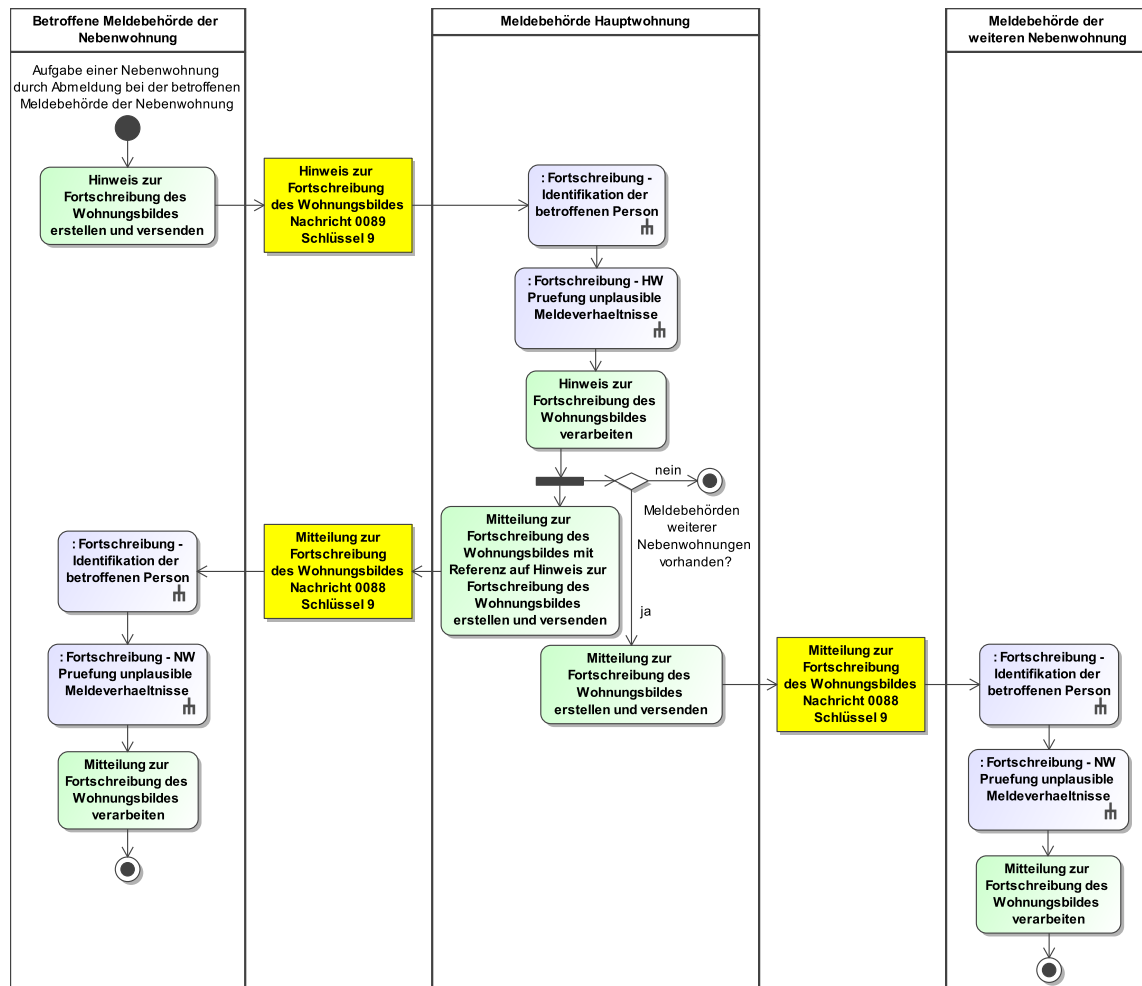 Betroffene Meldebehörde der
Nebenwohnung
Meldebehörde Hauptwohnung
Meldebehörde der
weiteren Nebenwohnung
Aufgabe einer Nebenwohnung
durch Abmeldung bei der betroffenen
Meldebehörde der Nebenwohnung
Hinweis zur
Fortschreibung des
Wohnungsbildes
erstellen und versenden
Hinweis zur
Fortschreibung
des Wohnungsbildes
Nachricht 0089
Schlüssel 9
: Fortschreibung -
Identifikation der
betroffenen Person
: Fortschreibung - HW
Pruefung unplausible
Meldeverhaeltnisse
Hinweis zur
Fortschreibung des
Wohnungsbildes
verarbeiten
nein
Meldebehörden
weiterer
Nebenwohnungen
vorhanden?
ja
Mitteilung zur
Fortschreibung des
Wohnungsbildes mit
Referenz auf Hinweis zur
Fortschreibung des
Wohnungsbildes
erstellen und versenden
Mitteilung zur
Fortschreibung
des Wohnungsbildes
Nachricht 0088
Schlüssel 9
: Fortschreibung -
Identifikation der
betroffenen Person
: Fortschreibung - NW
Pruefung unplausible
Meldeverhaeltnisse
Mitteilung zur
Fortschreibung des
Wohnungsbildes
verarbeiten
Mitteilung zur
Fortschreibung des
Wohnungsbildes
erstellen und versenden
Mitteilung zur
Fortschreibung
des Wohnungsbildes
Nachricht 0088
Schlüssel 9
: Fortschreibung -
Identifikation der
betroffenen Person
: Fortschreibung - NW
Pruefung unplausible
Meldeverhaeltnisse
Mitteilung zur
Fortschreibung des
Wohnungsbildes
verarbeiten